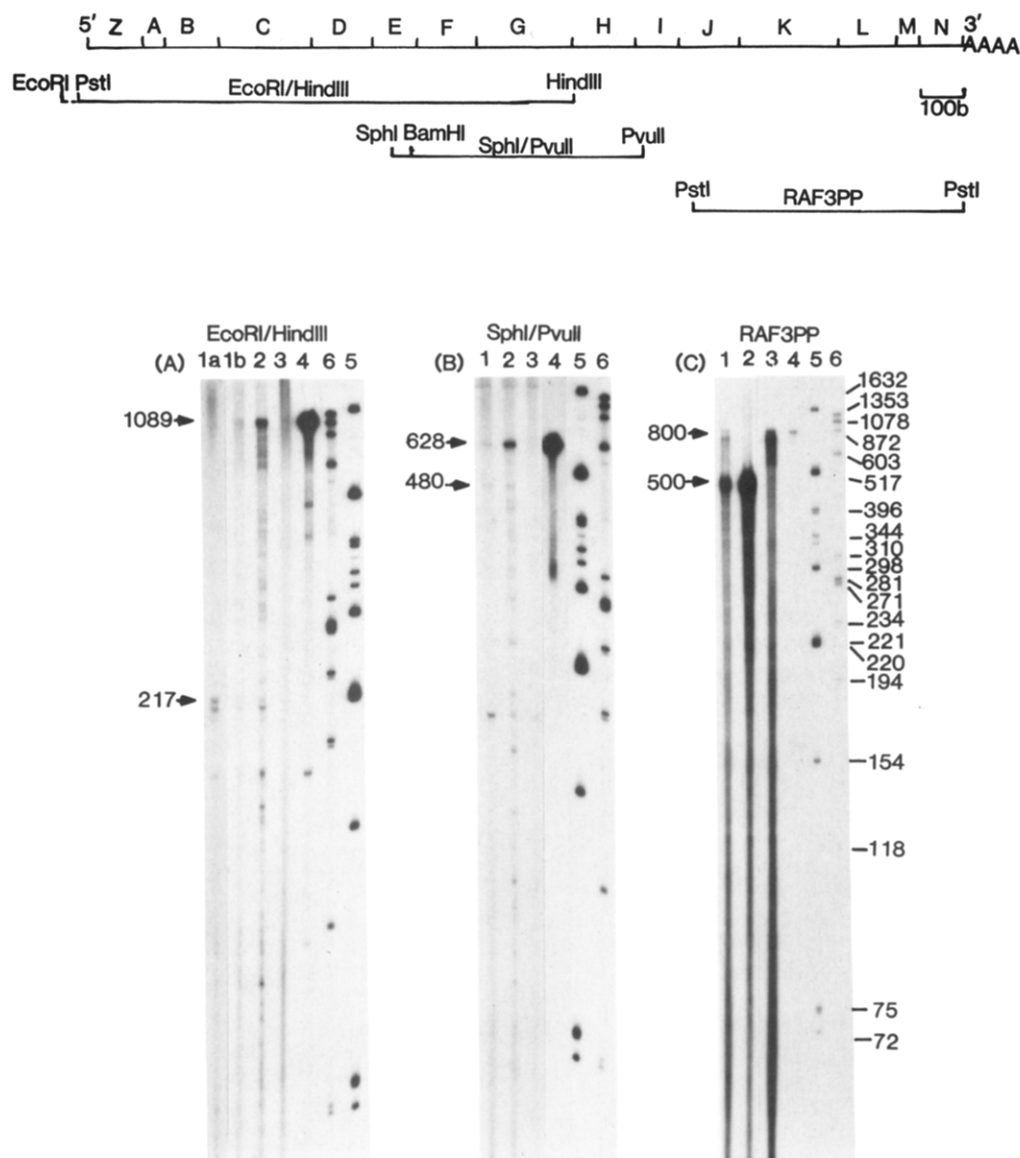 5' Z A B C D E F G H I J K L M N 3'
AAAA
EcoRI PstI EcoRI/HindIII HindIII
100b
SphI BamHI SphI/PvuII PvuII
PstI RAF3PP PstI
EcoRI/HindIII
(A) 1a 1b 2 3 4 6 5
1089
217
SphI/PvuII
(B) 1 2 3 4 5 6
628
480
RAF3PP
(C) 1 2 3 4 5 6
800
500
1632
1353
1078
872
603
517
396
344
310
298
281
271
234
221
220
194
154
118
75
72